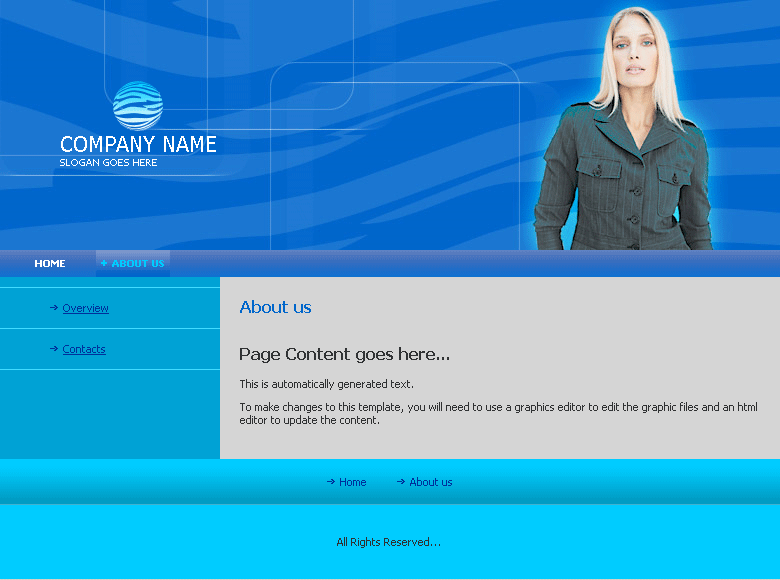 COMPANY NAME
SLOGAN GOES HERE
HOME
ABOUT US
Overview
Contacts
About us
Page Content goes here...
This is automatically generated text.
To make changes to this template, you will need to use a graphics editor to edit the graphic files and an html
editor to update the content.
Home
About us
All Rights Reserved...